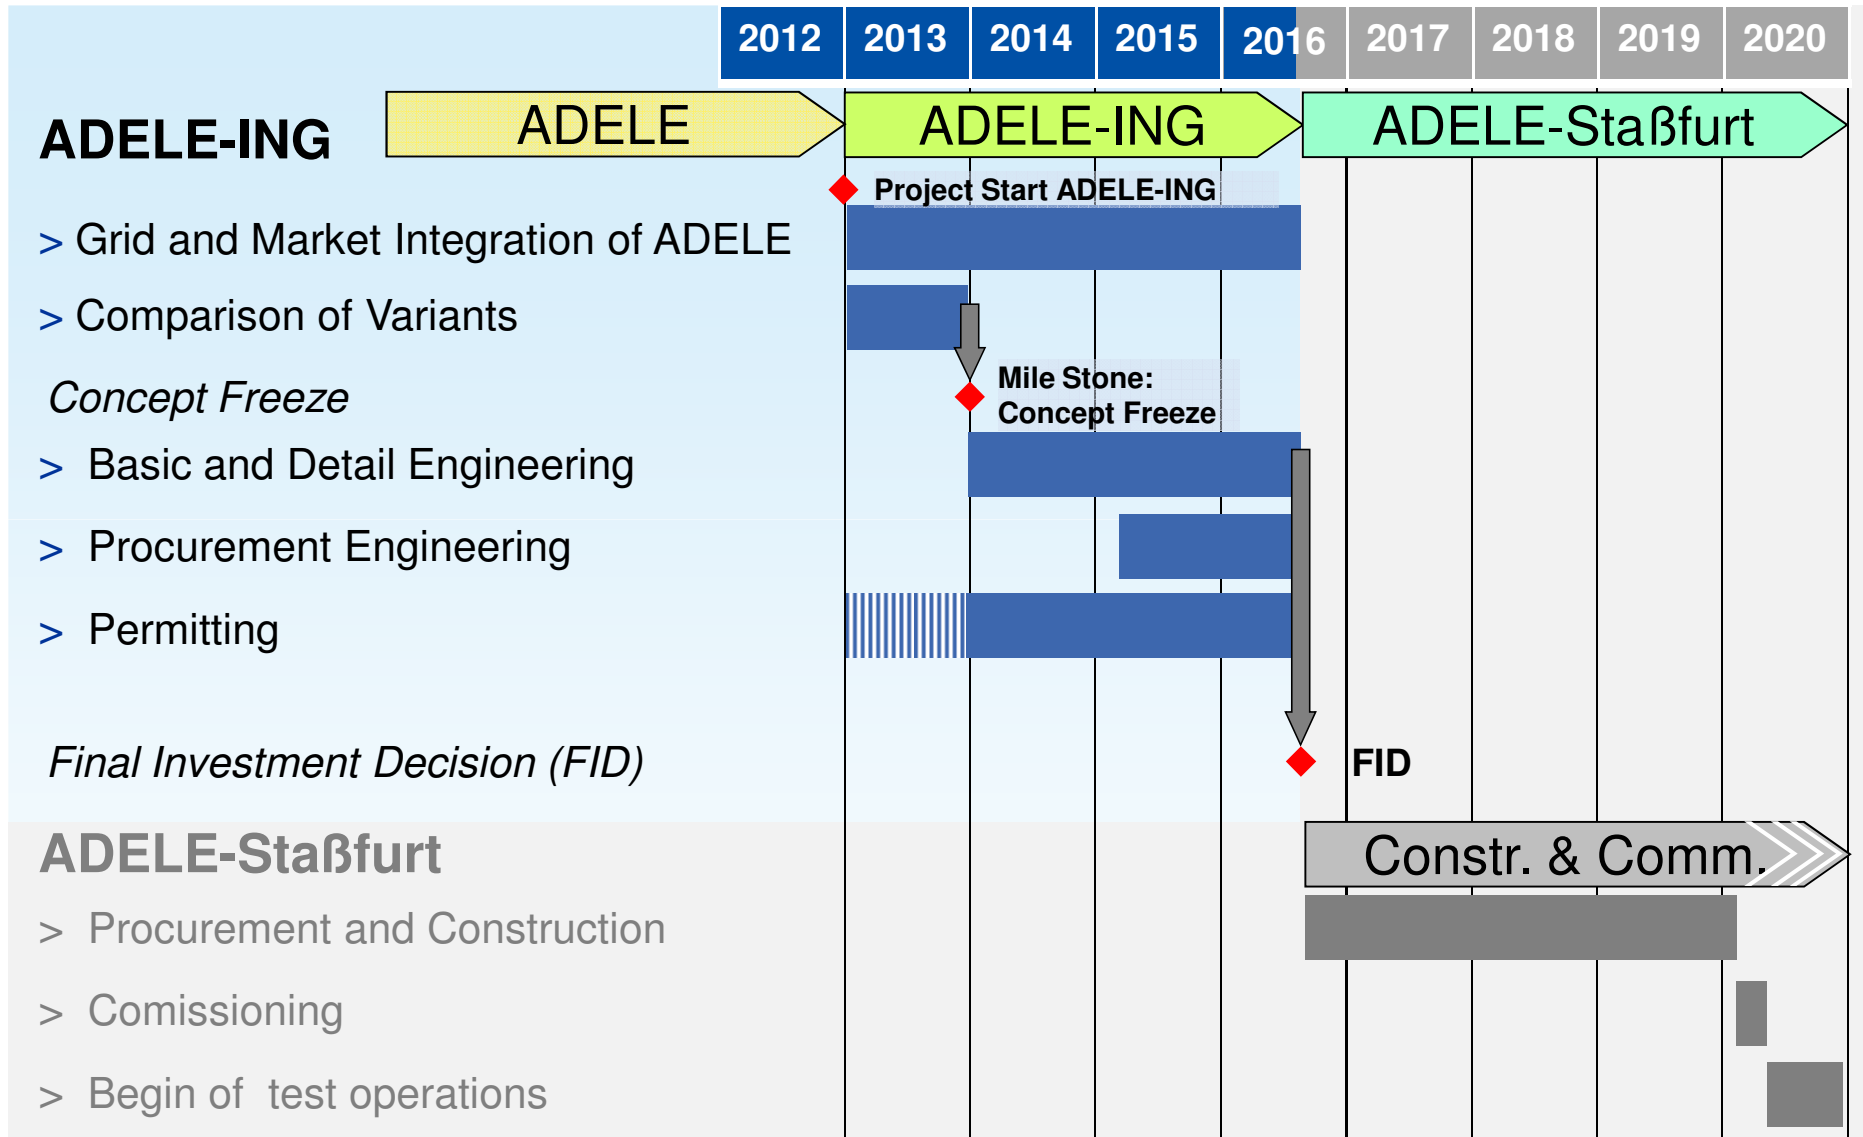 2012 2013 2014 2015 2016 2017 2018 2019 2020
ADELE-ING ADELE ADELE-ING ADELE-Staßfurt
Project Start ADELE-ING
> Grid and Market Integration of ADELE
> Comparison of Variants
Concept Freeze
Mile Stone:
Concept Freeze
> Basic and Detail Engineering
> Procurement Engineering
> Permitting
Final Investment Decision (FID) FID
ADELE-Staßfurt Constr. & Comm.
> Procurement and Construction
> Comissioning
> Begin of test operations